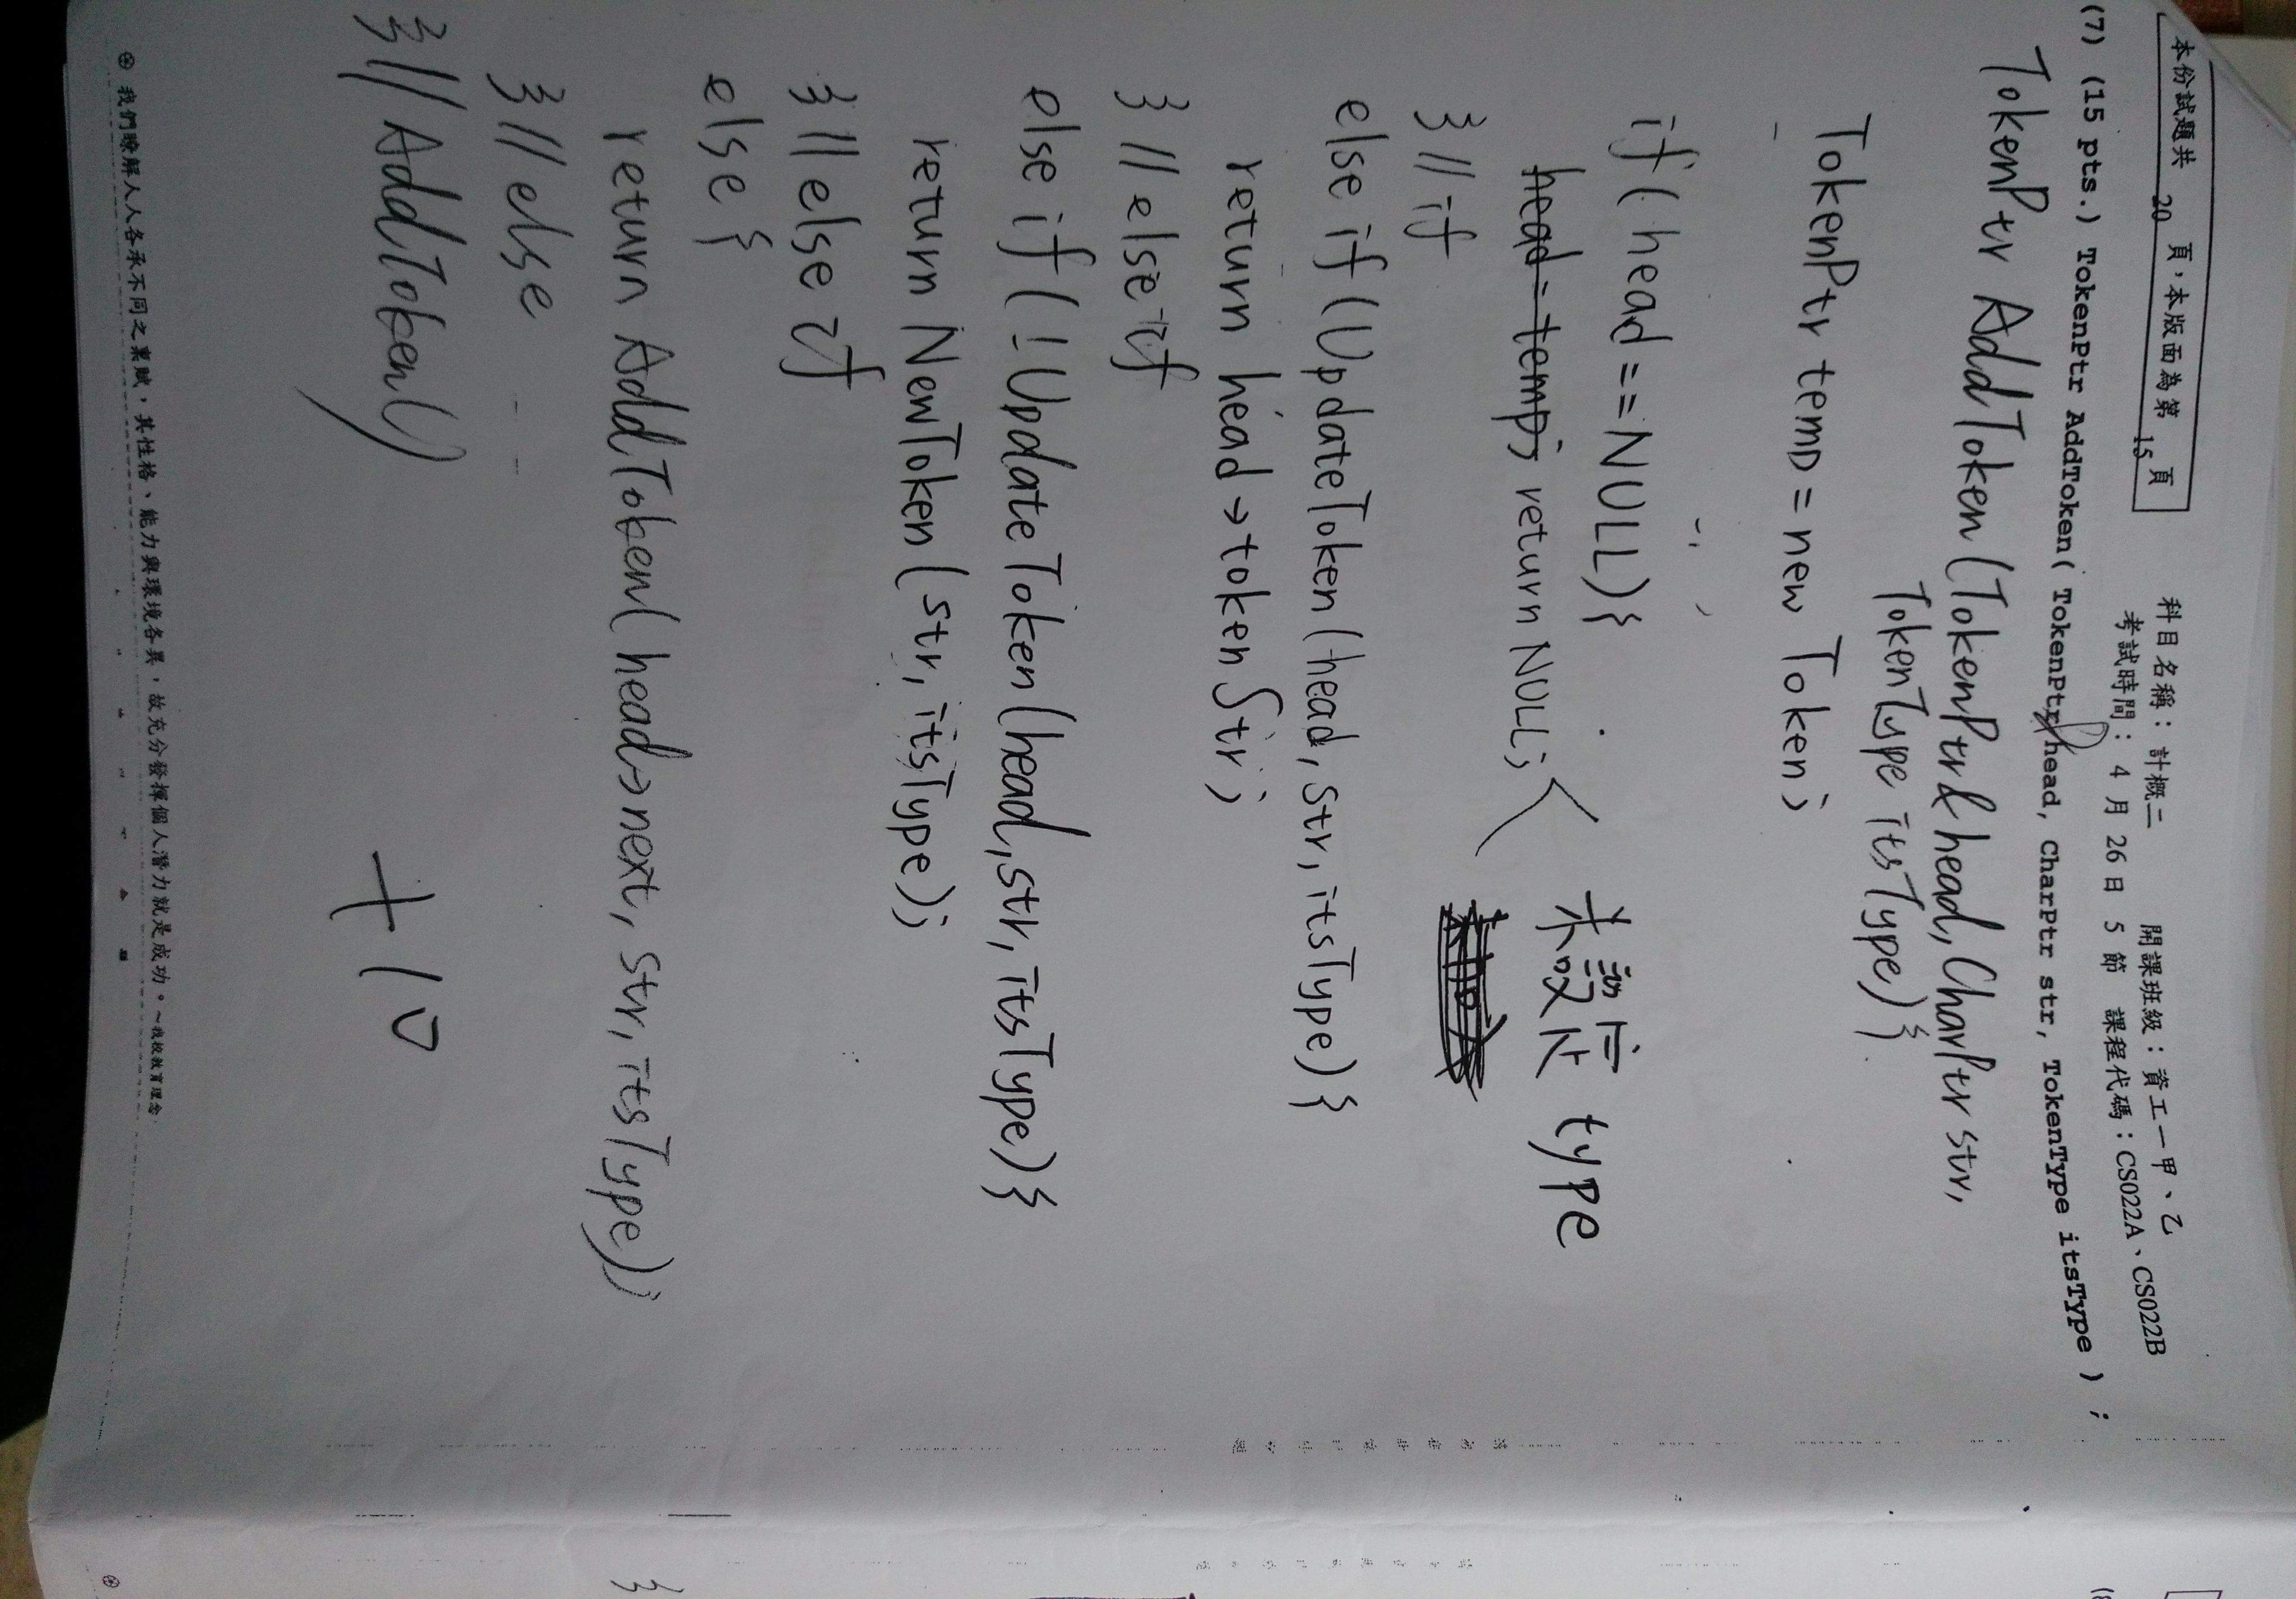 本份試題共 20 頁，本版面為第 15 頁
科目名稱： 計概二 開課班級：資工一甲、乙
考試時間： 4 月 26 日 5 節 課程代碼：CS022A、CS022B
(7) (15 pts.) TokenPtr AddToken( TokenPtr & head, CharPtr str, TokenType itsType ) ;
TokenPtr AddToken (TokenPtr & head, CharPtr str,
TokenType itsType) {
TokenPtr temp = new Token;
if( head == NULL) {
head = temp; return NULL; < 未設定 type
} // if
else if (UpdateToken (head, str, itsType) {
return head→tokenStr;
} // else if
else if ( ! UpdateToken (head, str, itsType) {
return NewToken (str, itsType);
} // else if
else {
return AddToken( head→next, str, itsType);
} // else
} // AddToken()
+10
⊕ 我們瞭解人人各承不同之稟賦，其性格、能力與環境各異，故充分發揮個人潛力就是成功。～我校教育理念